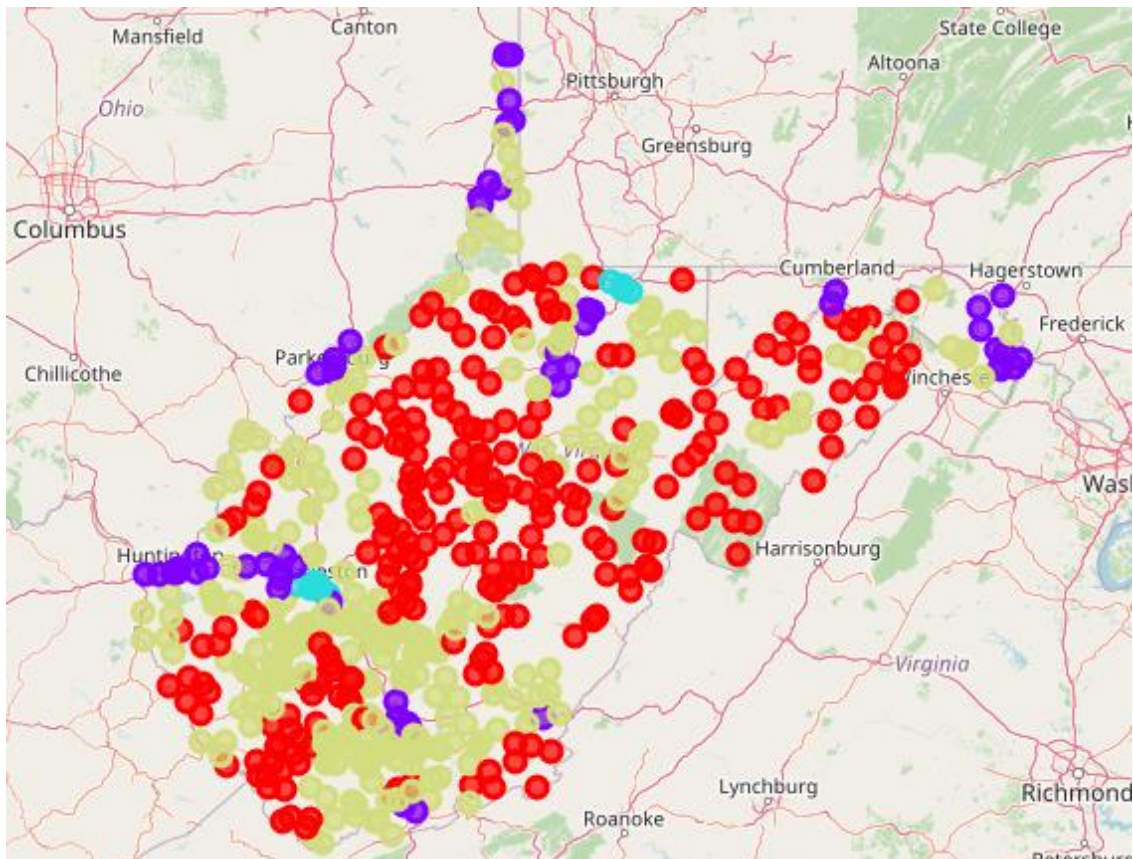 Mansfield
Canton
State College
Pittsburgh
Altoona
Ohio
Greensburg
Columbus
Cumberland
Hagerstown
Frederick
Chillicothe
Harrisonburg
Virginia
Lynchburg
Richmond
Roanoke